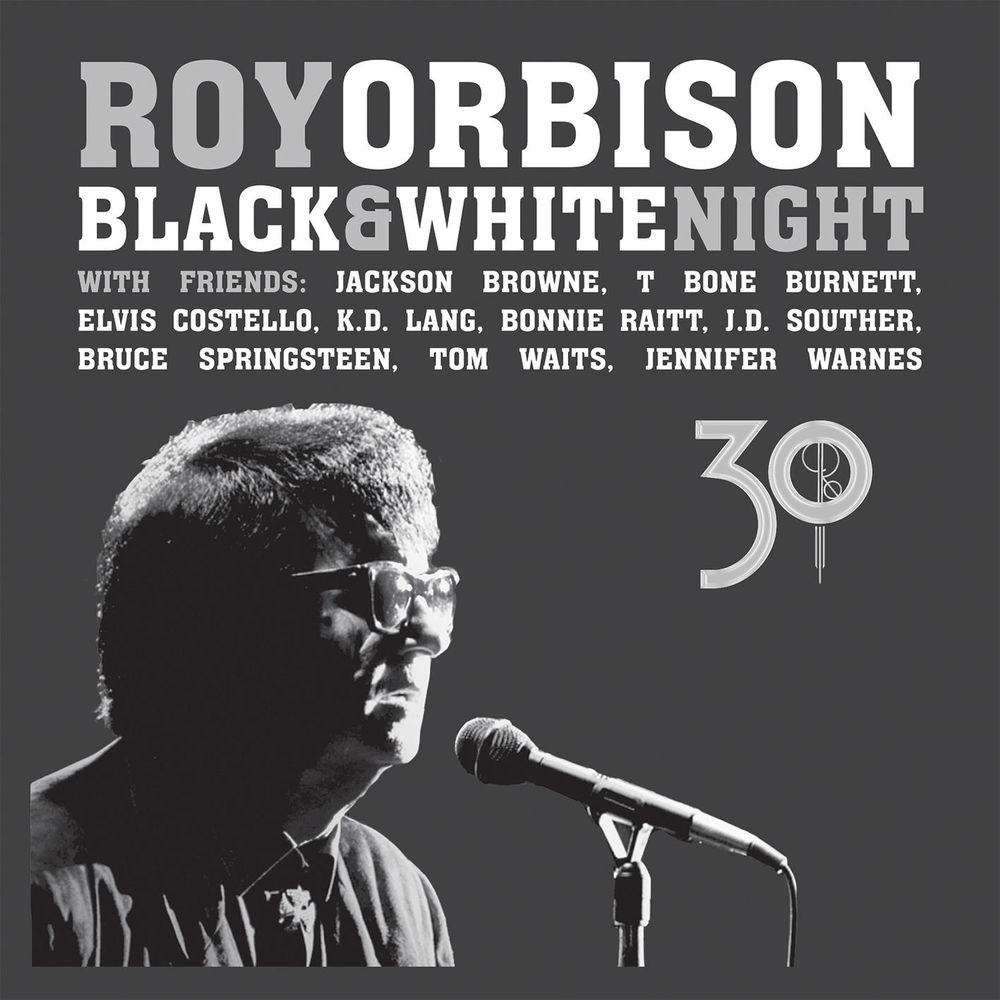 ROYORBISON
BLACK&WHITENIGHT
WITH FRIENDS: JACKSON BROWNE, T BONE BURNETT,
ELVIS COSTELLO, K.D. LANG, BONNIE RAITT, J.D. SOUTHER,
BRUCE SPRINGSTEEN, TOM WAITS, JENNIFER WARNES
30